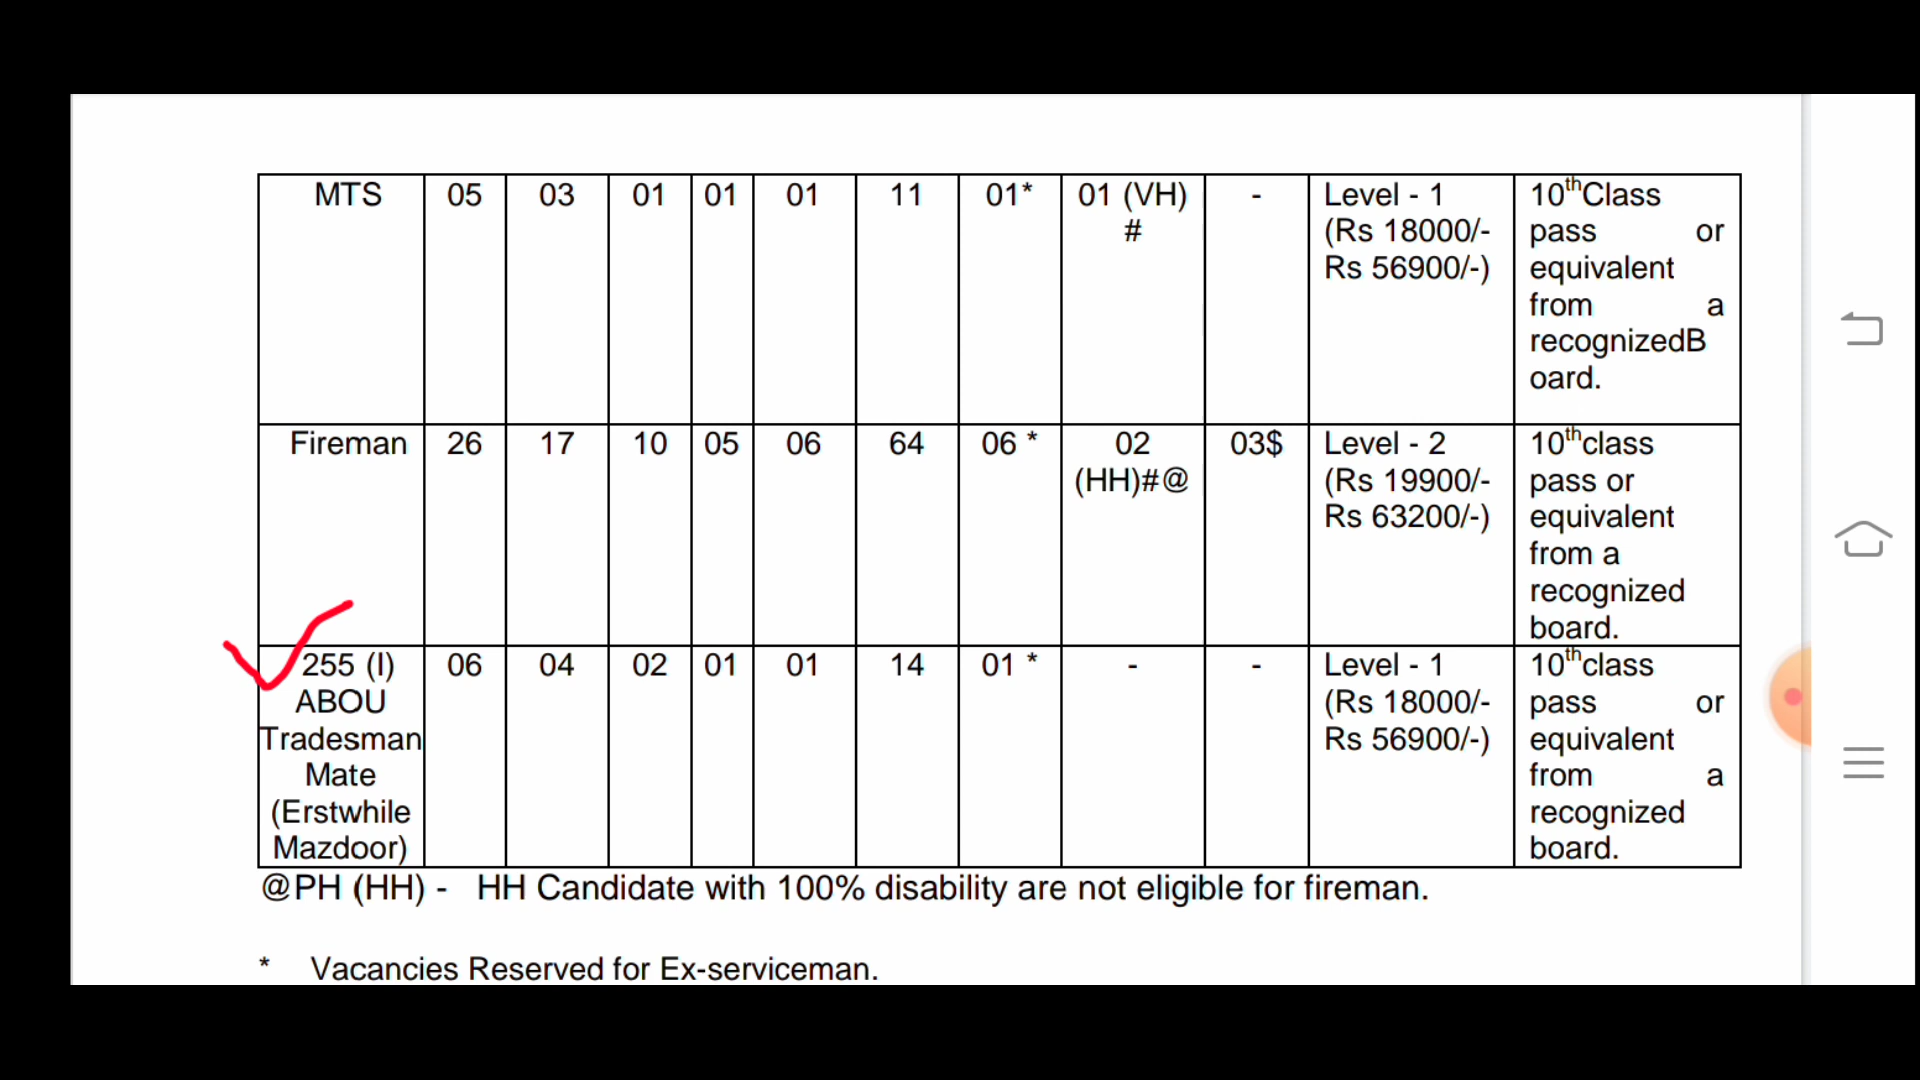 MTS 05 03 01 01 01 11 01* 01 (VH) - Level - 1 10thClass
# (Rs 18000/- pass or
Rs 56900/-) equivalent
from a
recognizedB
oard.
Fireman 26 17 10 05 06 64 06 * 02 03$ Level - 2 10thclass
(HH)#@ (Rs 19900/- pass or
Rs 63200/-) equivalent
from a
recognized
board.
255 (I) 06 04 02 01 01 14 01 * - - Level - 1 10thclass
ABOU (Rs 18000/- pass or
Tradesman Rs 56900/-) equivalent
Mate from a
(Erstwhile recognized
Mazdoor) board.
@PH (HH) - HH Candidate with 100% disability are not eligible for fireman.
* Vacancies Reserved for Ex-serviceman.